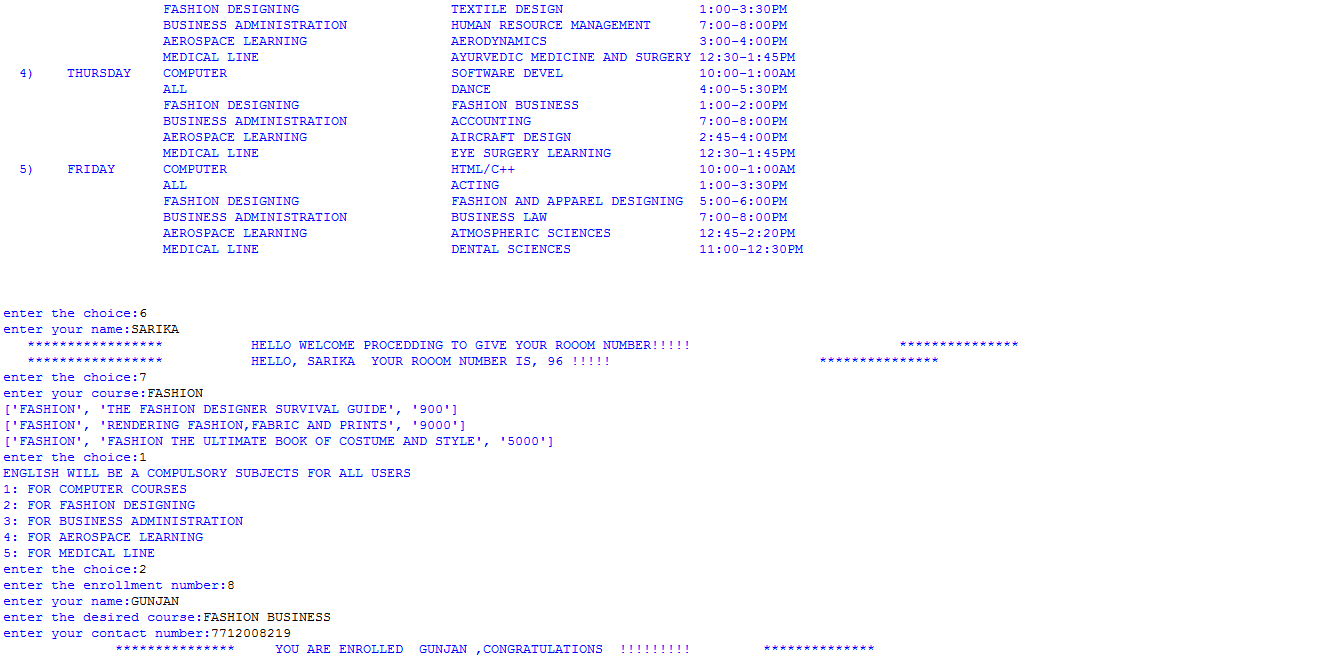 FASHION DESIGNING TEXTILE DESIGN 1:00-3:30PM
BUSINESS ADMINISTRATION HUMAN RESOURCE MANAGEMENT 7:00-8:00PM
AEROSPACE LEARNING AERODYNAMICS 3:00-4:00PM
MEDICAL LINE AYURVEDIC MEDICINE AND SURGERY 12:30-1:45PM
4) THURSDAY COMPUTER SOFTWARE DEVEL 10:00-1:00AM
ALL DANCE 4:00-5:30PM
FASHION DESIGNING FASHION BUSINESS 1:00-2:00PM
BUSINESS ADMINISTRATION ACCOUNTING 7:00-8:00PM
AEROSPACE LEARNING AIRCRAFT DESIGN 2:45-4:00PM
MEDICAL LINE EYE SURGERY LEARNING 12:30-1:45PM
5) FRIDAY COMPUTER HTML/C++ 10:00-1:00AM
ALL ACTING 1:00-3:30PM
FASHION DESIGNING FASHION AND APPAREL DESIGNING 5:00-6:00PM
BUSINESS ADMINISTRATION BUSINESS LAW 7:00-8:00PM
AEROSPACE LEARNING ATMOSPHERIC SCIENCES 12:45-2:20PM
MEDICAL LINE DENTAL SCIENCES 11:00-12:30PM
enter the choice:6
enter your name:SARIKA
***************** HELLO WELCOME PROCEDDING TO GIVE YOUR ROOOM NUMBER!!!!! ***************
***************** HELLO, SARIKA YOUR ROOOM NUMBER IS, 96 !!!!! ***************
enter the choice:7
enter your course:FASHION
['FASHION', 'THE FASHION DESIGNER SURVIVAL GUIDE', '900']
['FASHION', 'RENDERING FASHION,FABRIC AND PRINTS', '9000']
['FASHION', 'FASHION THE ULTIMATE BOOK OF COSTUME AND STYLE', '5000']
enter the choice:1
ENGLISH WILL BE A COMPULSORY SUBJECTS FOR ALL USERS
1: FOR COMPUTER COURSES
2: FOR FASHION DESIGNING
3: FOR BUSINESS ADMINISTRATION
4: FOR AEROSPACE LEARNING
5: FOR MEDICAL LINE
enter the choice:2
enter the enrollment number:8
enter your name:GUNJAN
enter the desired course:FASHION BUSINESS
enter your contact number:7712008219
*************** YOU ARE ENROLLED GUNJAN ,CONGRATULATIONS !!!!!!!!! **************